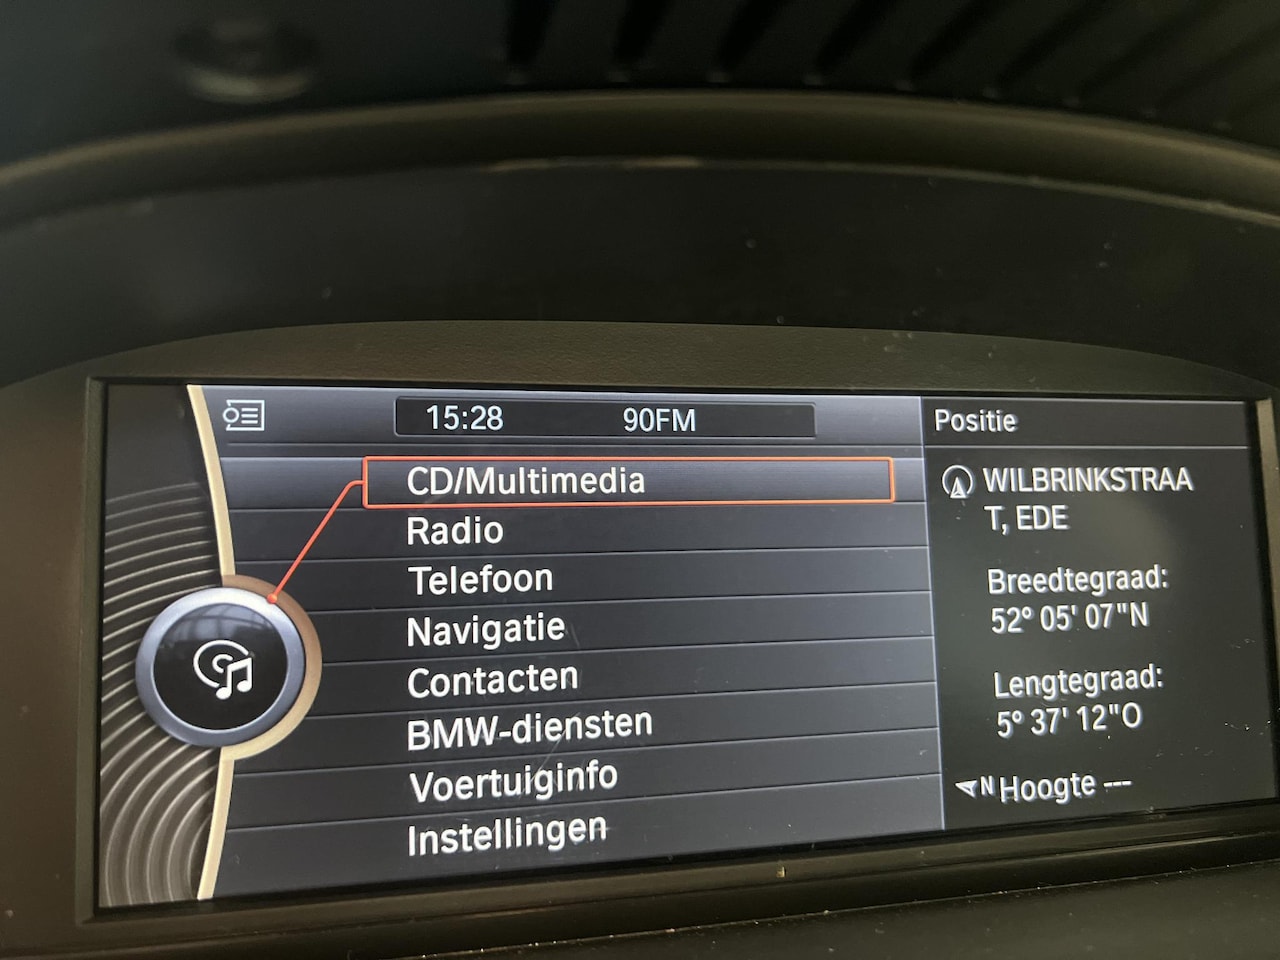 15:28 90FM
CD/Multimedia
Radio
Telefoon
Navigatie
Contacten
BMW-diensten
Voertuiginfo
Instellingen
Positie
WILBRINKSTRAA
T, EDE
Breedtegraad:
52° 05' 07"N
Lengtegraad:
5° 37' 12"O
N Hoogte ---